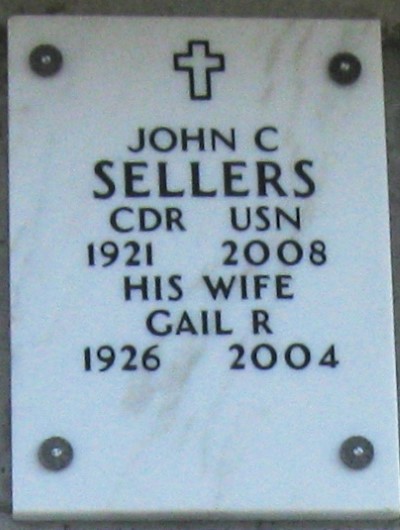 JOHN C
SELLERS
CDR USN
1921 2008
HIS WIFE
GAIL R
1926 2004